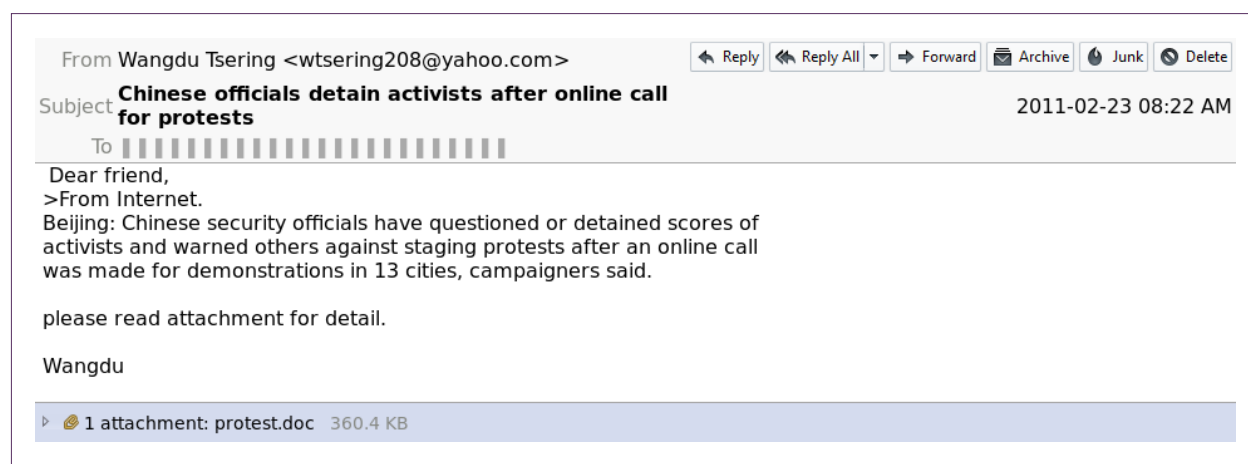 From Wangdu Tsering <wtsering208@yahoo.com>
Reply Reply All Forward Archive Junk Delete
Subject Chinese officials detain activists after online call
for protests
2011-02-23 08:22 AM
To
Dear friend,
>From Internet.
Beijing: Chinese security officials have questioned or detained scores of
activists and warned others against staging protests after an online call
was made for demonstrations in 13 cities, campaigners said.
please read attachment for detail.
Wangdu
1 attachment: protest.doc 360.4 KB